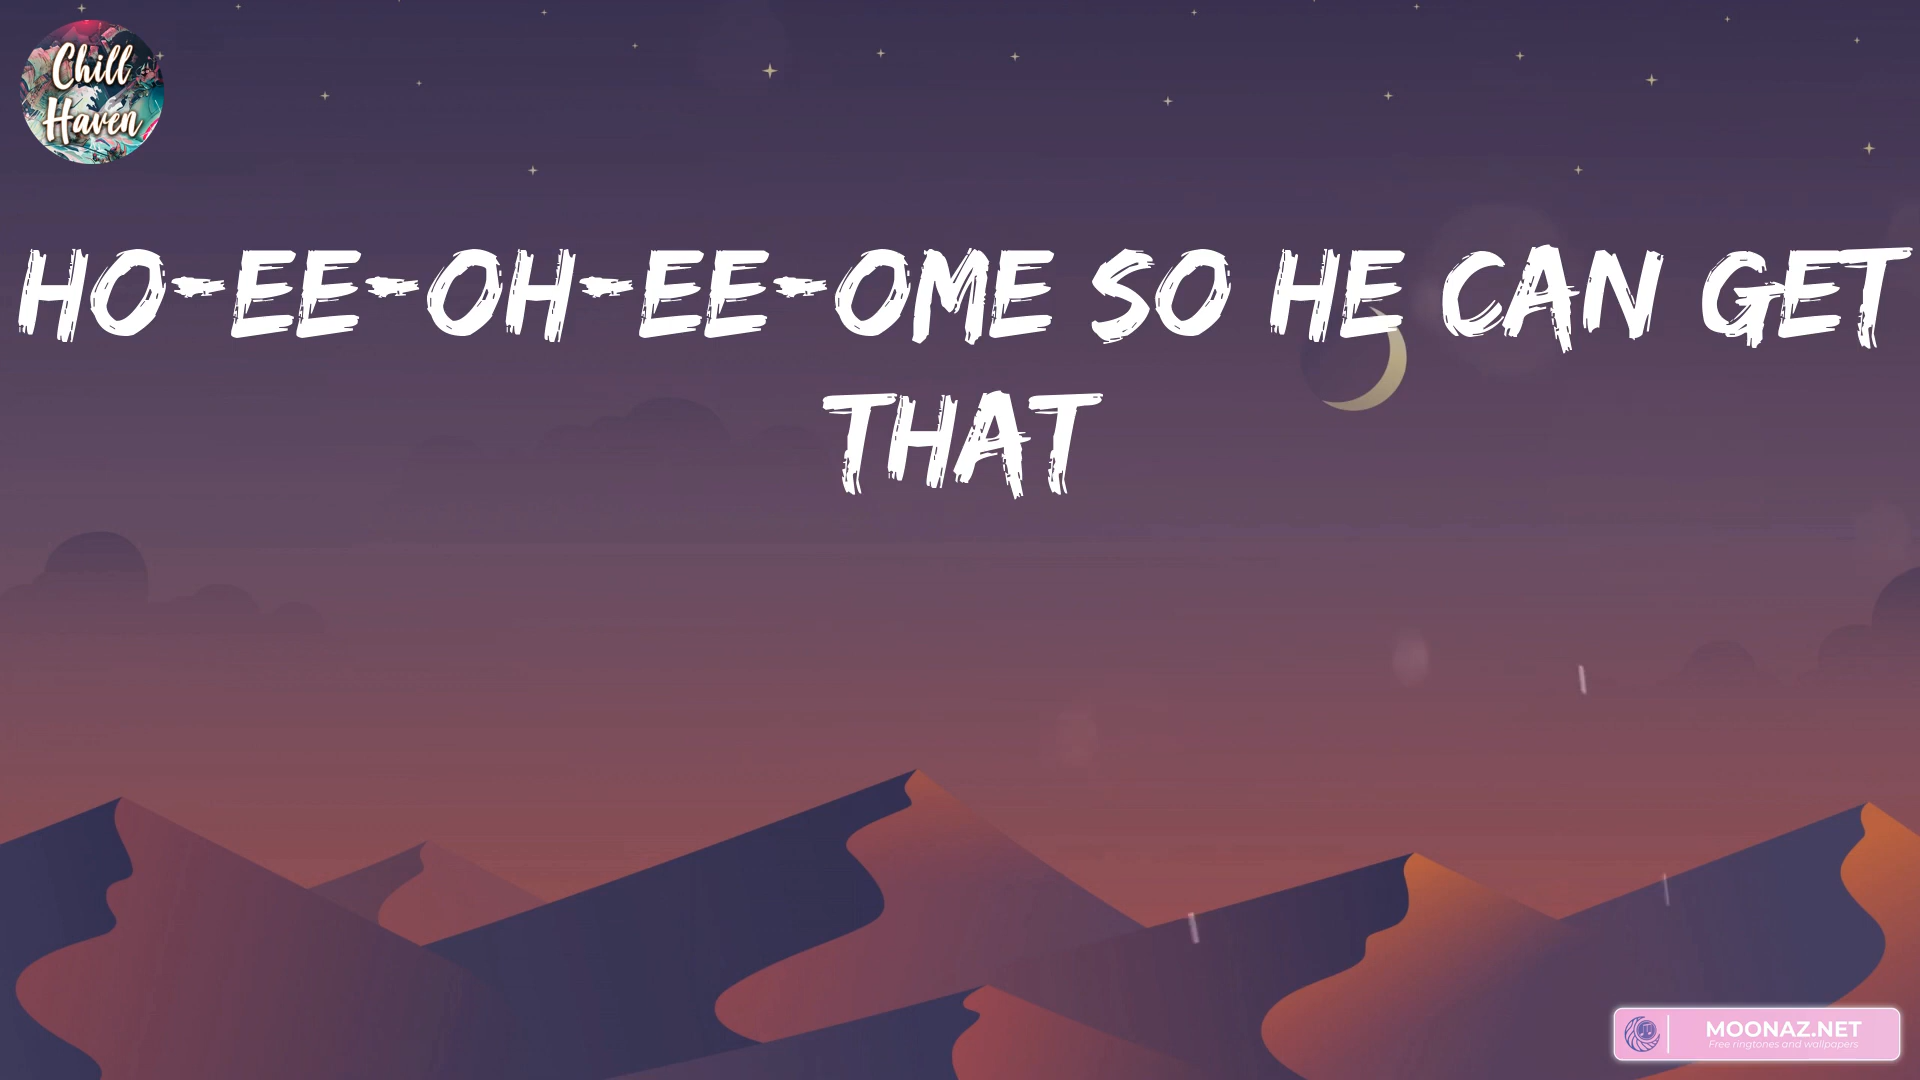 Chill
Haven
HO-EE-OH-EE-OME SO HE CAN GET
THAT
MOONAZ.NET
Free ringtones and wallpapers